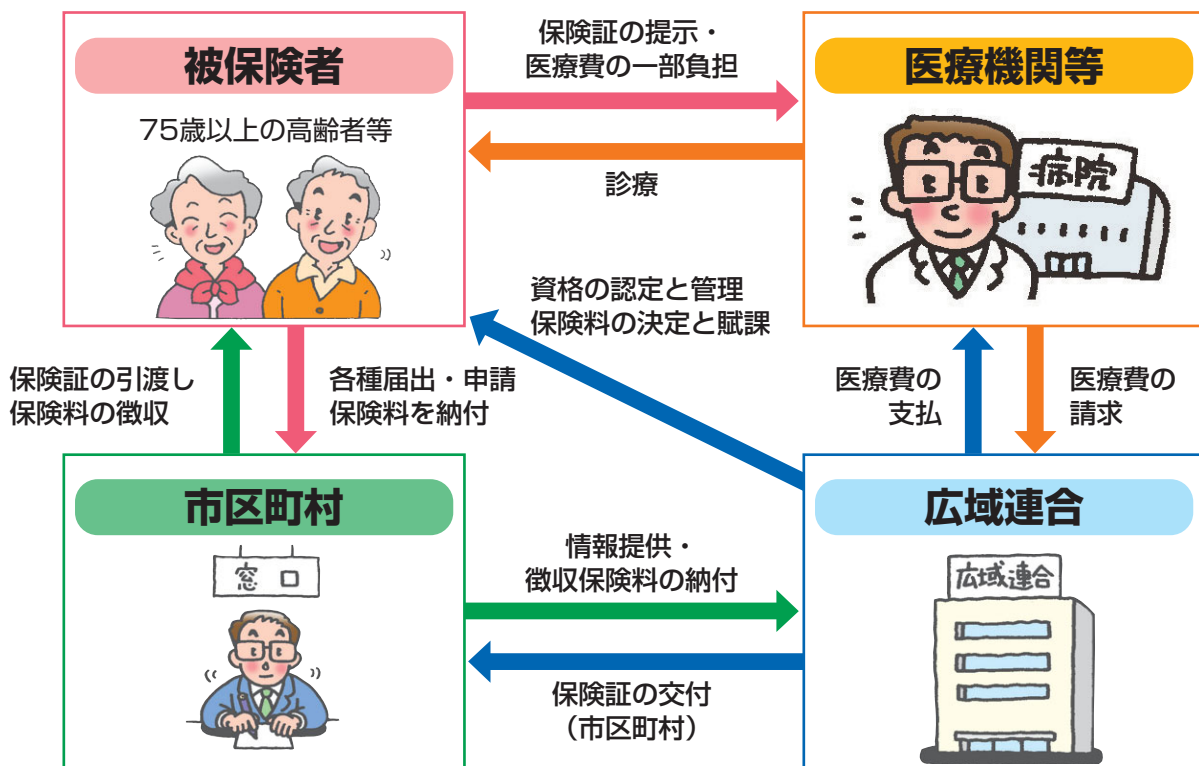 被保険者
75歳以上の高齢者等
保険証の提示・
医療費の一部負担
診療
医療機関等
病院
資格の認定と管理
保険料の決定と賦課
保険証の引渡し
保険料の徴収
各種届出・申請
保険料を納付
医療費の
支払
医療費の
請求
市区町村
窓口
情報提供・
徴収保険料の納付
保険証の交付
（市区町村）
広域連合
広域連合